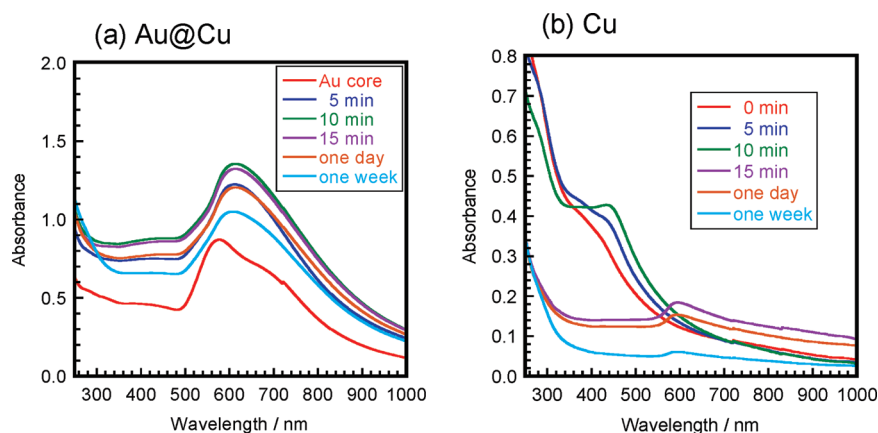 (a) Au@Cu
2.0
1.5
1.0
0.5
0.0
Absorbance
Au core
5 min
10 min
15 min
one day
one week
300 400 500 600 700 800 900 1000
Wavelength / nm
(b) Cu
0.8
0.7
0.6
0.5
0.4
0.3
0.2
0.1
0.0
Absorbance
0 min
5 min
10 min
15 min
one day
one week
300 400 500 600 700 800 900 1000
Wavelength / nm